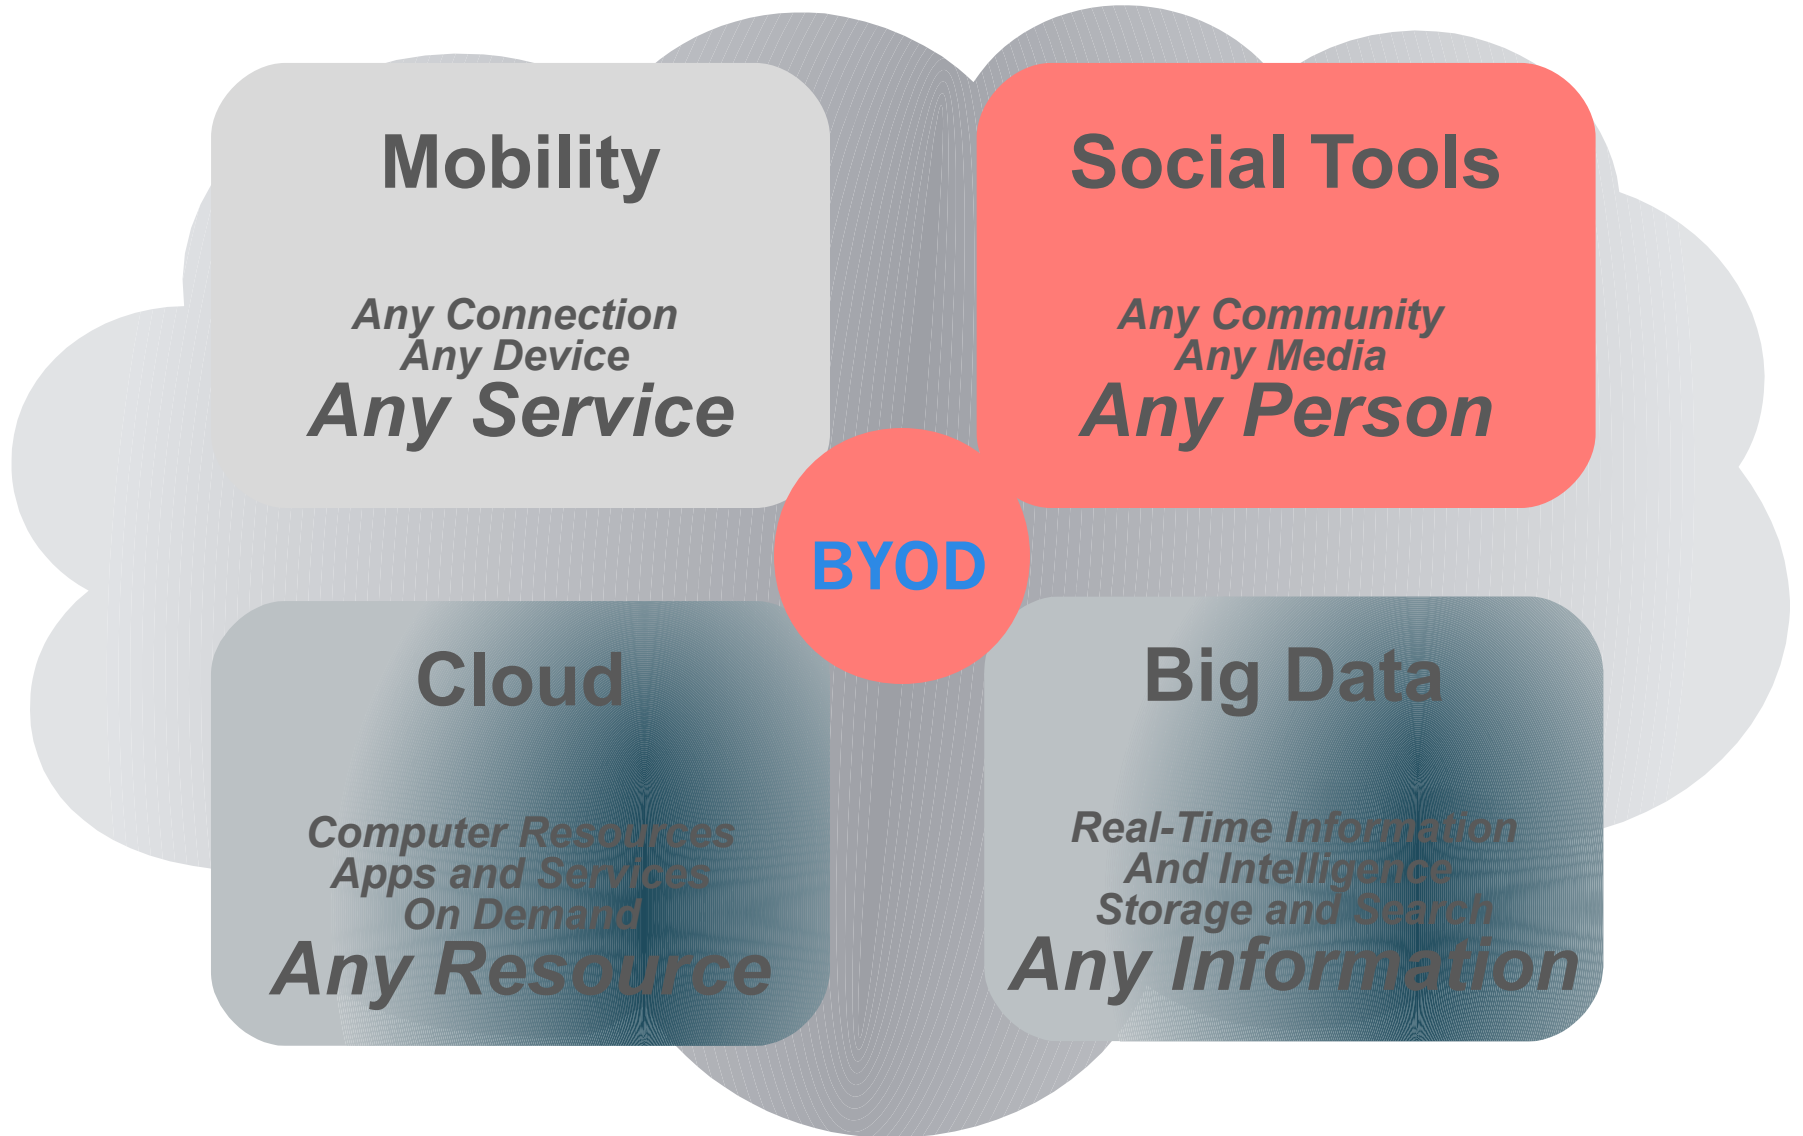 Mobility
Any Connection
Any Device
Any Service
Social Tools
Any Community
Any Media
Any Person
BYOD
Cloud
Computer Resources
Apps and Services
On Demand
Any Resource
Big Data
Real-Time Information
And Intelligence
Storage and Search
Any Information